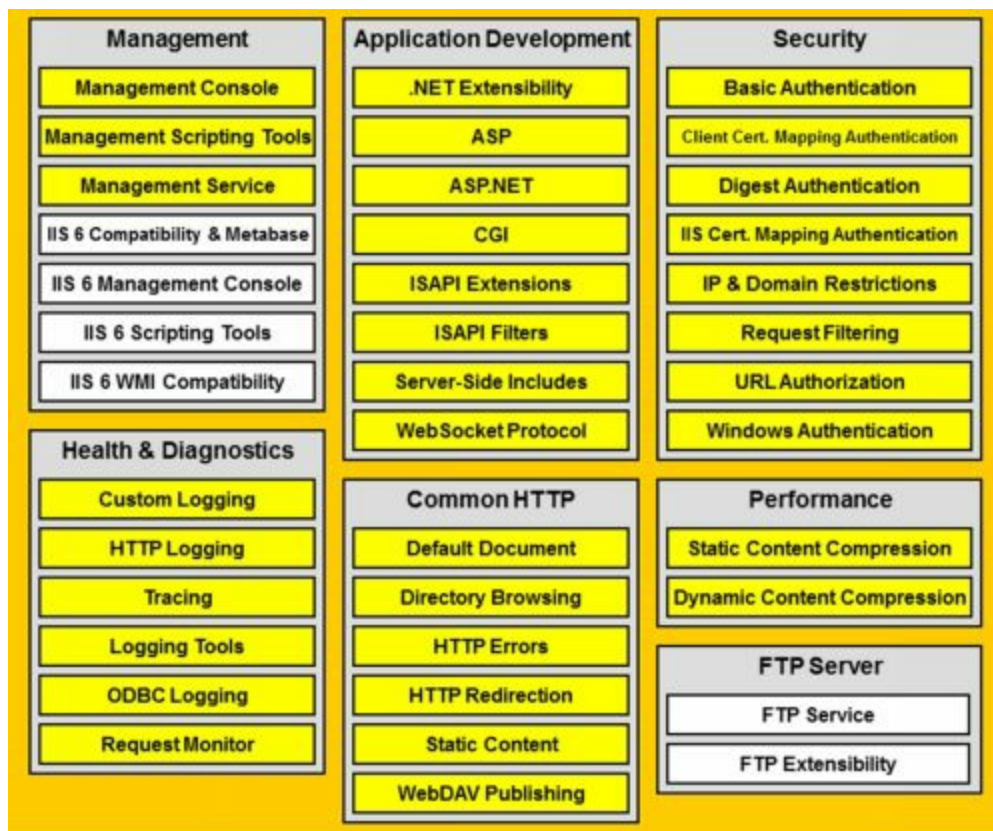 Management
Management Console
Management Scripting Tools
Management Service
IIS 6 Compatibility & Metabase
IIS 6 Management Console
IIS 6 Scripting Tools
IIS 6 WMI Compatibility
Health & Diagnostics
Custom Logging
HTTP Logging
Tracing
Logging Tools
ODBC Logging
Request Monitor
Application Development
.NET Extensibility
ASP
ASP.NET
CGI
ISAPI Extensions
ISAPI Filters
Server-Side Includes
WebSocket Protocol
Common HTTP
Default Document
Directory Browsing
HTTP Errors
HTTP Redirection
Static Content
WebDAV Publishing
Security
Basic Authentication
Client Cert. Mapping Authentication
Digest Authentication
IIS Cert. Mapping Authentication
IP & Domain Restrictions
Request Filtering
URL Authorization
Windows Authentication
Performance
Static Content Compression
Dynamic Content Compression
FTP Server
FTP Service
FTP Extensibility